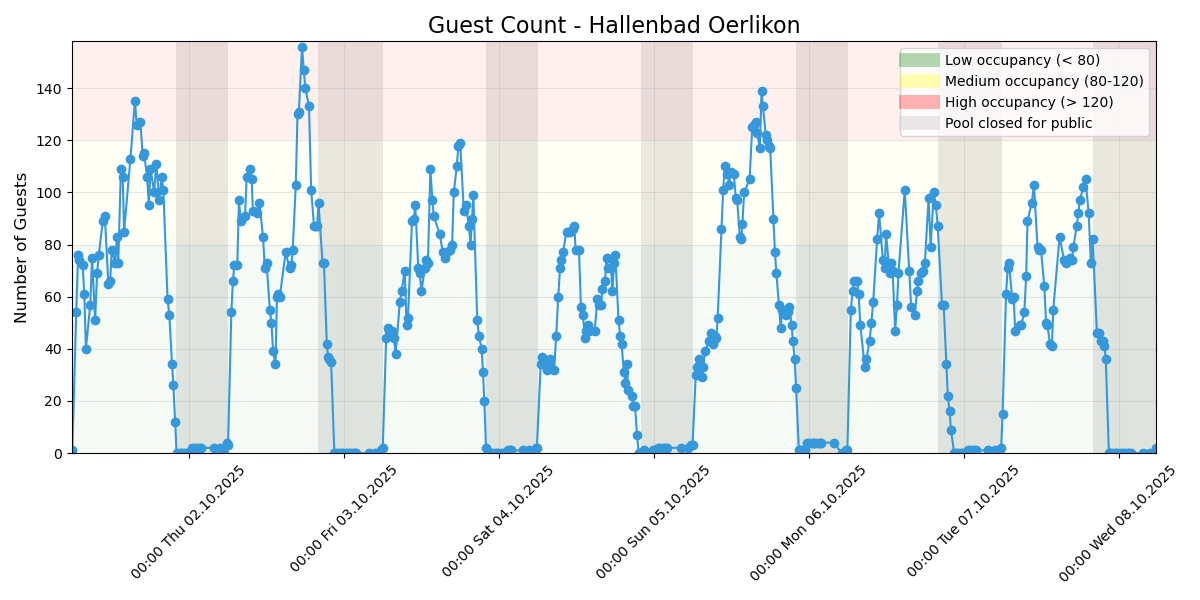 Guest Count - Hallenbad Oerlikon
Low occupancy (< 80)
Medium occupancy (80-120)
High occupancy (> 120)
Pool closed for public
Number of Guests
140
120
100
80
60
40
20
0
00:00 Thu 02.10.2025
00:00 Fri 03.10.2025
00:00 Sat 04.10.2025
00:00 Sun 05.10.2025
00:00 Mon 06.10.2025
00:00 Tue 07.10.2025
00:00 Wed 08.10.2025